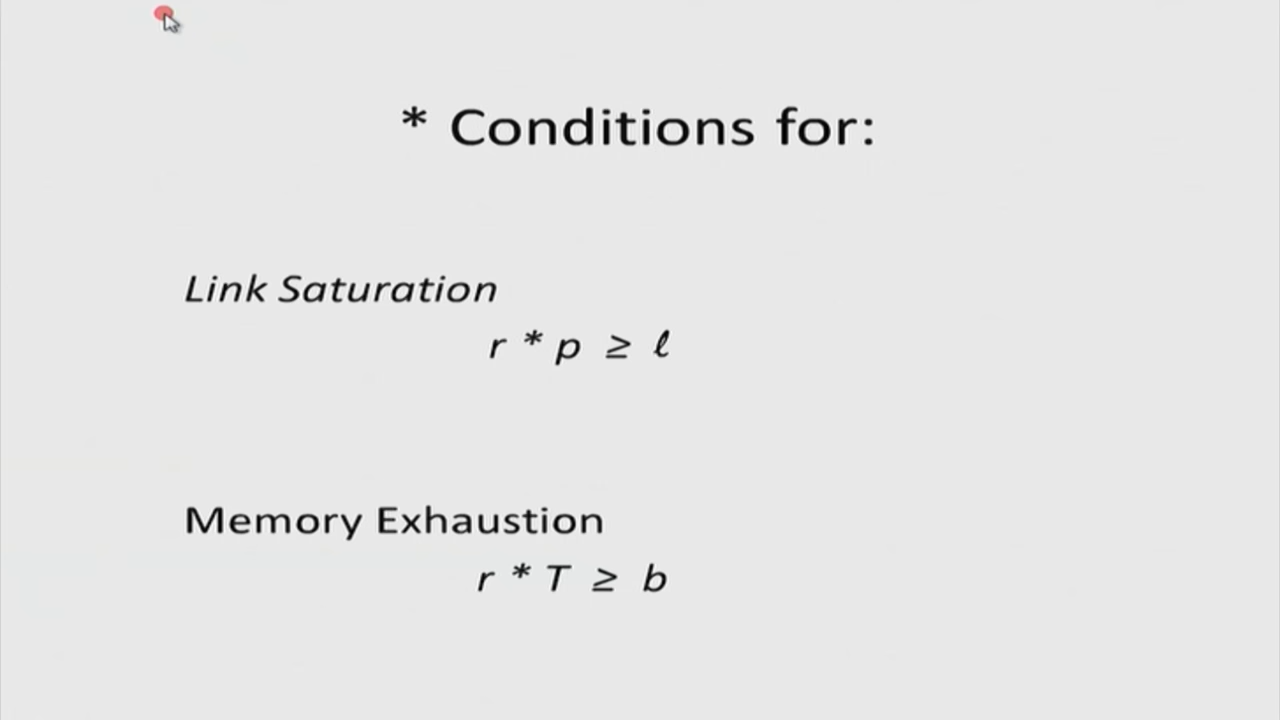 * Conditions for:
Link Saturation
r * p ≥ ℓ
Memory Exhaustion
r * T ≥ b